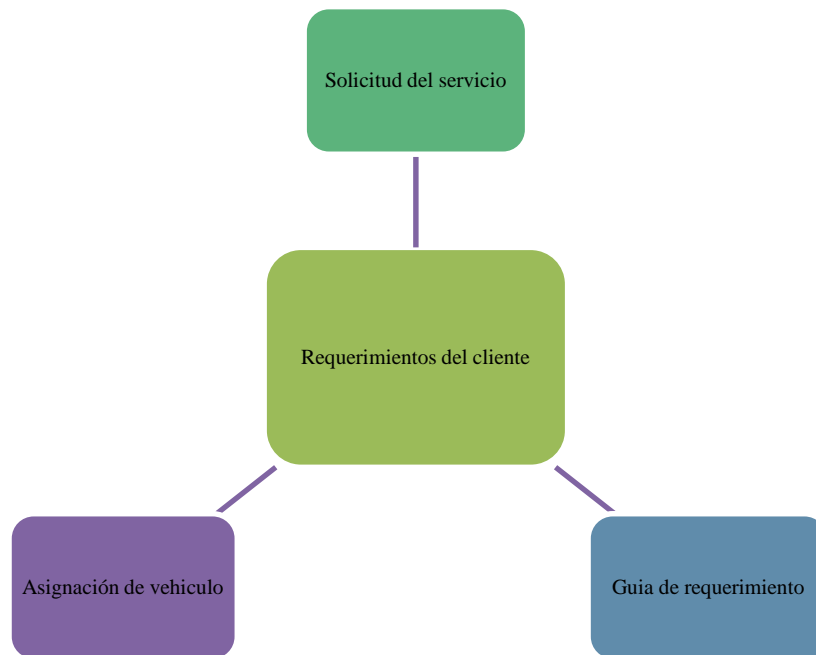 Solicitud del servicio
Requerimientos del cliente
Asignación de vehiculo
Guia de requerimiento